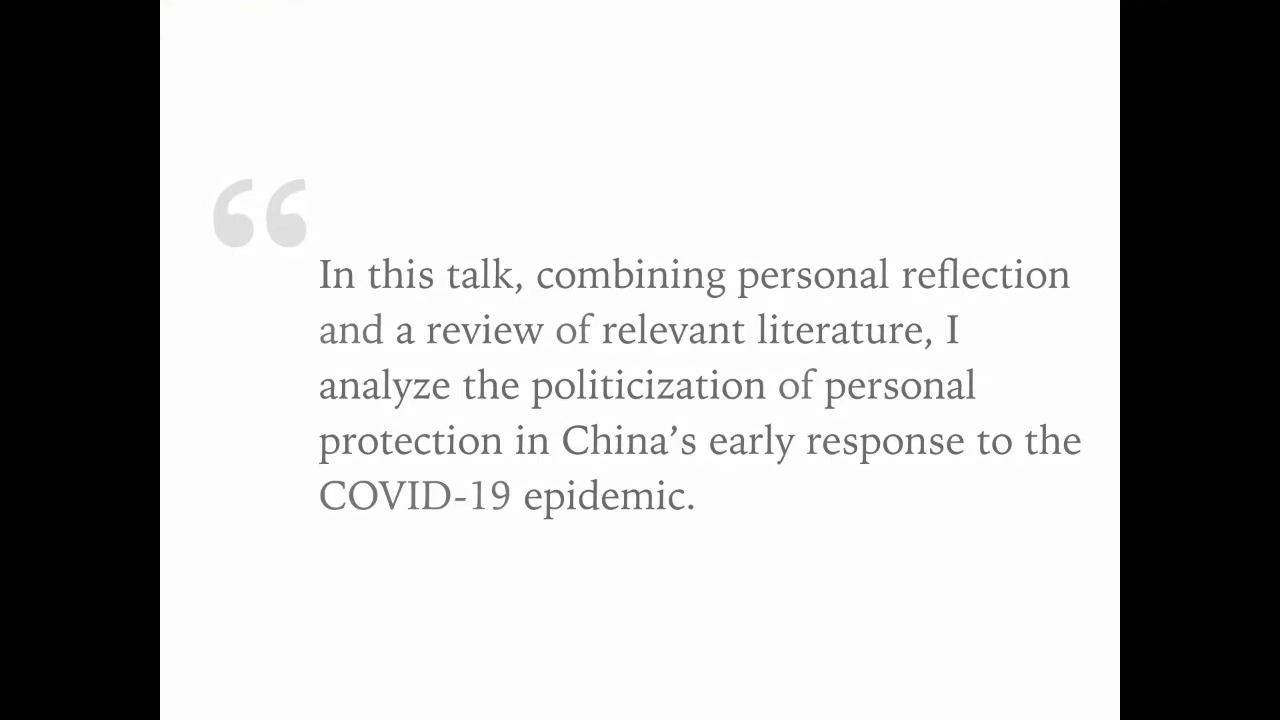 “
In this talk, combining personal reflection
and a review of relevant literature, I
analyze the politicization of personal
protection in China’s early response to the
COVID-19 epidemic.